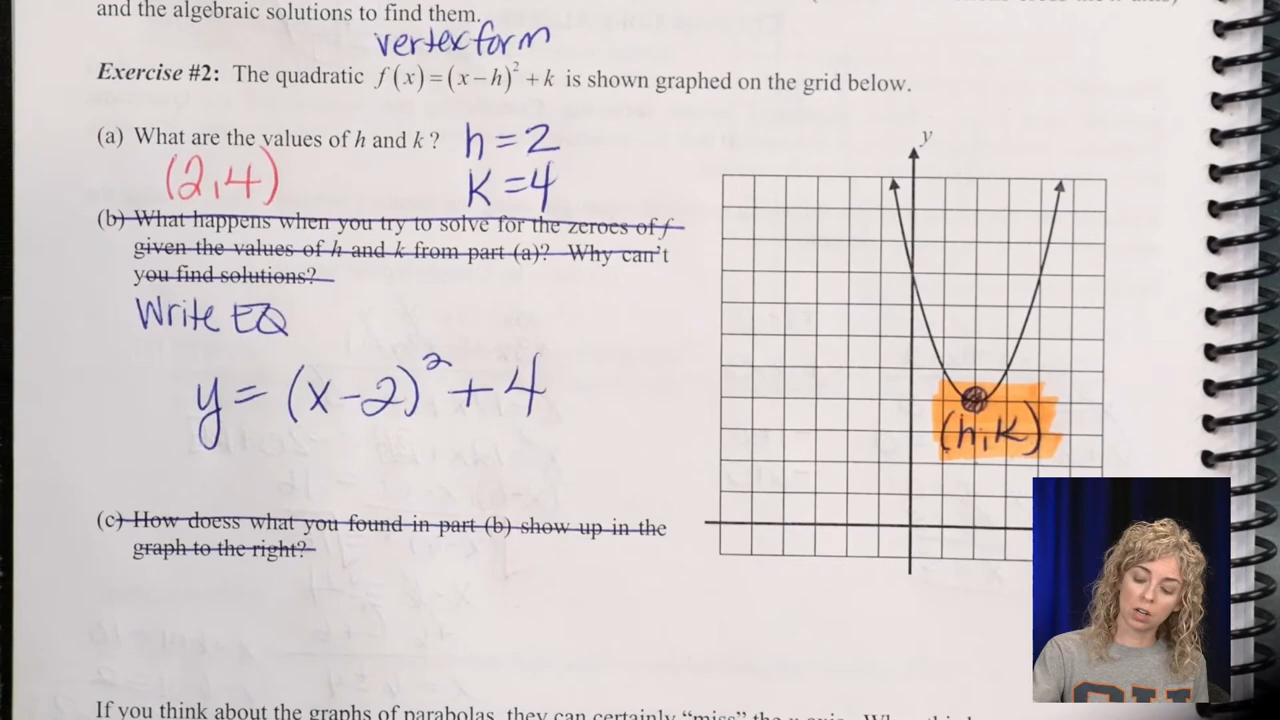 and the algebraic solutions to find them.
vertex form
Exercise #2: The quadratic f(x)=(x-h)²+k is shown graphed on the grid below.
(a) What are the values of h and k?
h=2
(2,4)
K=4
(b) What happens when you try to solve for the zeroes of f
given the values of h and k from part (a)? Why can't
you find solutions?
Write EQ
y = (x-2)² + 4
(c) How doess what you found in part (b) show up in the
graph to the right?
y
(h,K)
If you think about the graphs of parabolas, they can certainly "miss" the